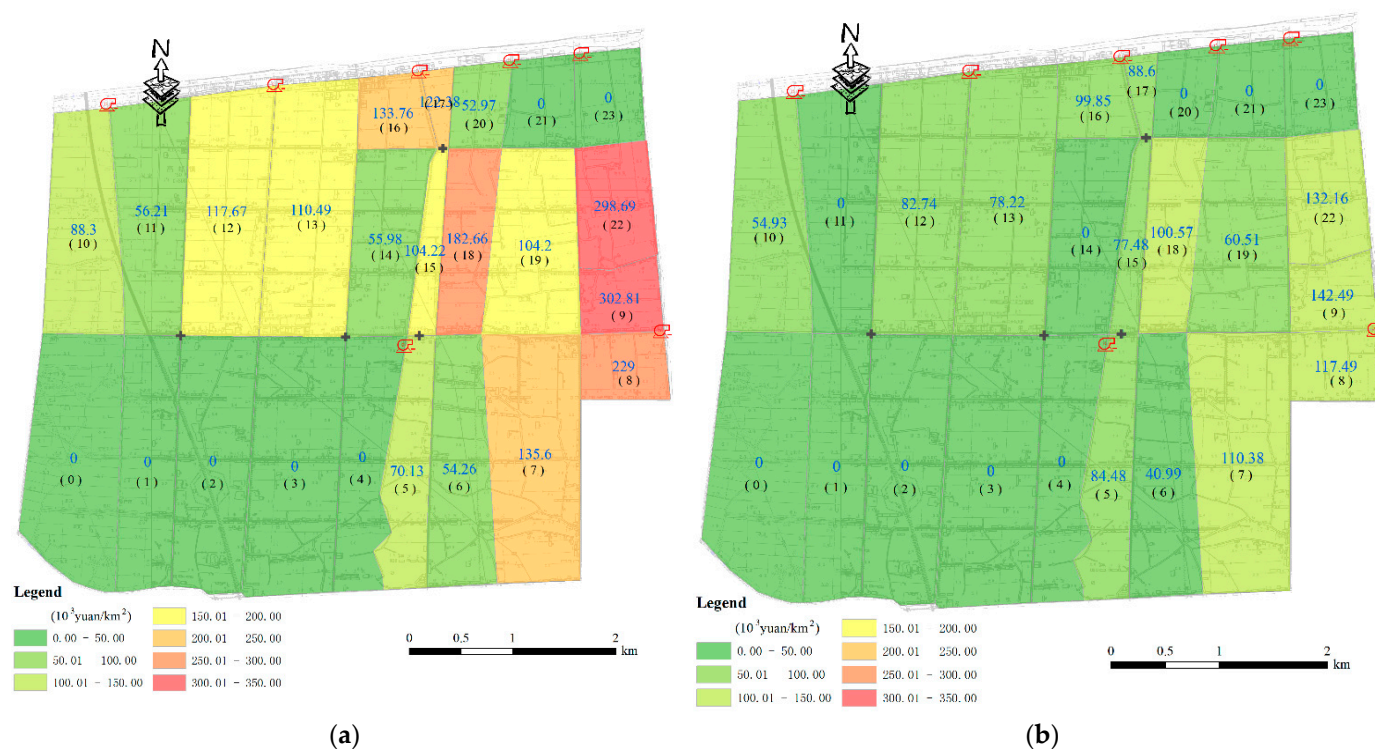 N
133.76
( 16 )
122.38
( 17 )
52.97
( 20 )
0
( 21 )
0
( 23 )
88.3
( 10 )
56.21
( 11 )
117.67
( 12 )
110.49
( 13 )
55.98
( 14 )
104.22
( 15 )
182.66
( 18 )
104.2
( 19 )
298.69
( 22 )
302.81
( 9 )
229
( 8 )
0
( 0 )
0
( 1 )
0
( 2 )
0
( 3 )
0
( 4 )
70.13
( 5 )
54.26
( 6 )
135.6
( 7 )
Legend
(10³yuan/km²)
0.00 - 50.00
50.01 100.00
100.01 - 150.00
150.01 200.00
200.01 250.00
250.01 - 300.00
300.01 - 350.00
0 0.5 1 2
km
(a)
N
99.85
( 16 )
88.6
( 17 )
0
( 20 )
0
( 21 )
0
( 23 )
54.93
( 10 )
0
( 11 )
82.74
( 12 )
78.22
( 13 )
0
( 14 )
77.48
( 15 )
100.57
( 18 )
60.51
( 19 )
132.16
( 22 )
142.49
( 9 )
117.49
( 8 )
0
( 0 )
0
( 1 )
0
( 2 )
0
( 3 )
0
( 4 )
84.48
( 5 )
40.99
( 6 )
110.38
( 7 )
Legend
(10³yuan/km²)
0.00 - 50.00
50.01 100.00
100.01 - 150.00
150.01 - 200.00
200.01 250.00
250.01 - 300.00
300.01 - 350.00
0 0.5 1 2
km
(b)